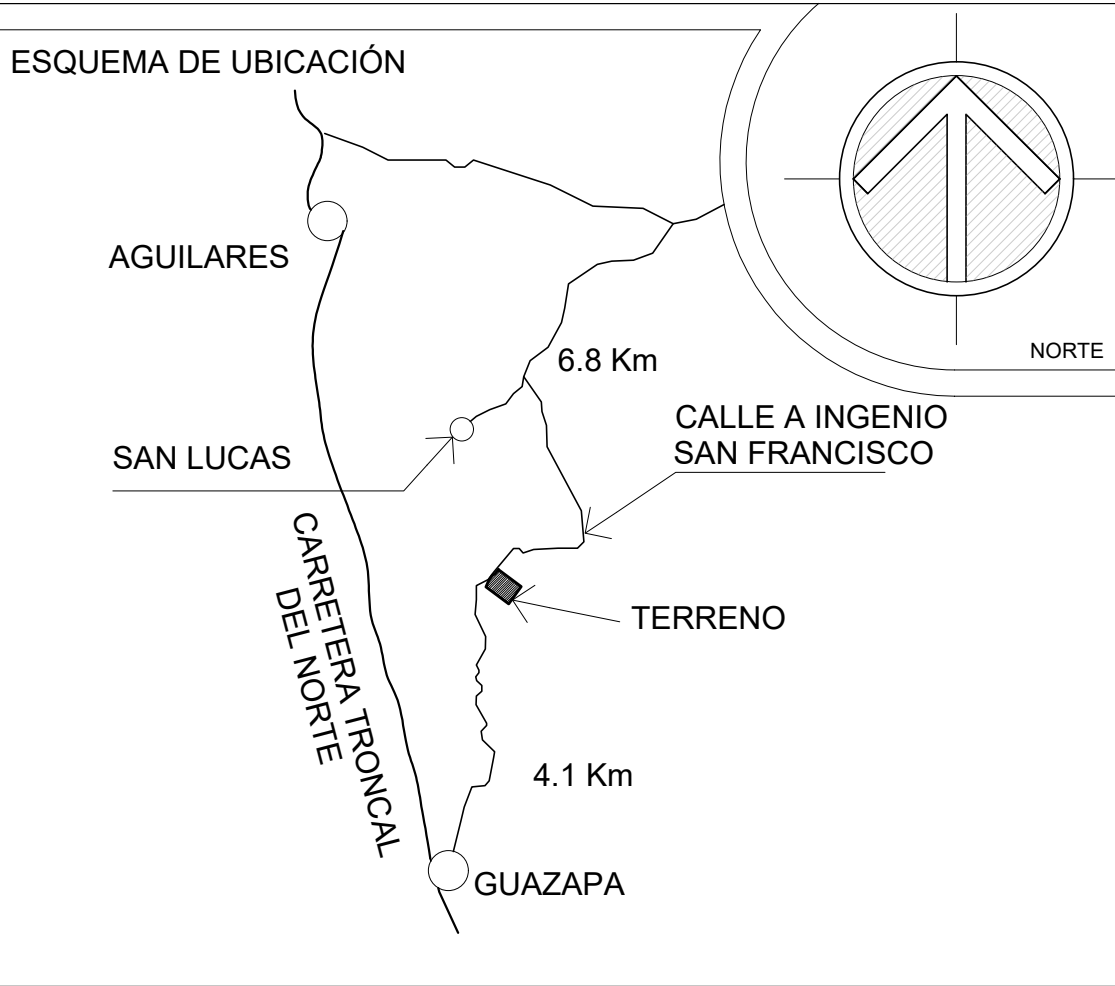 ESQUEMA DE UBICACIÓN
AGUILARES
NORTE
6.8 Km
CALLE A INGENIO
SAN FRANCISCO
SAN LUCAS
CARRETERA TRONCAL
DEL NORTE
TERRENO
4.1 Km
GUAZAPA